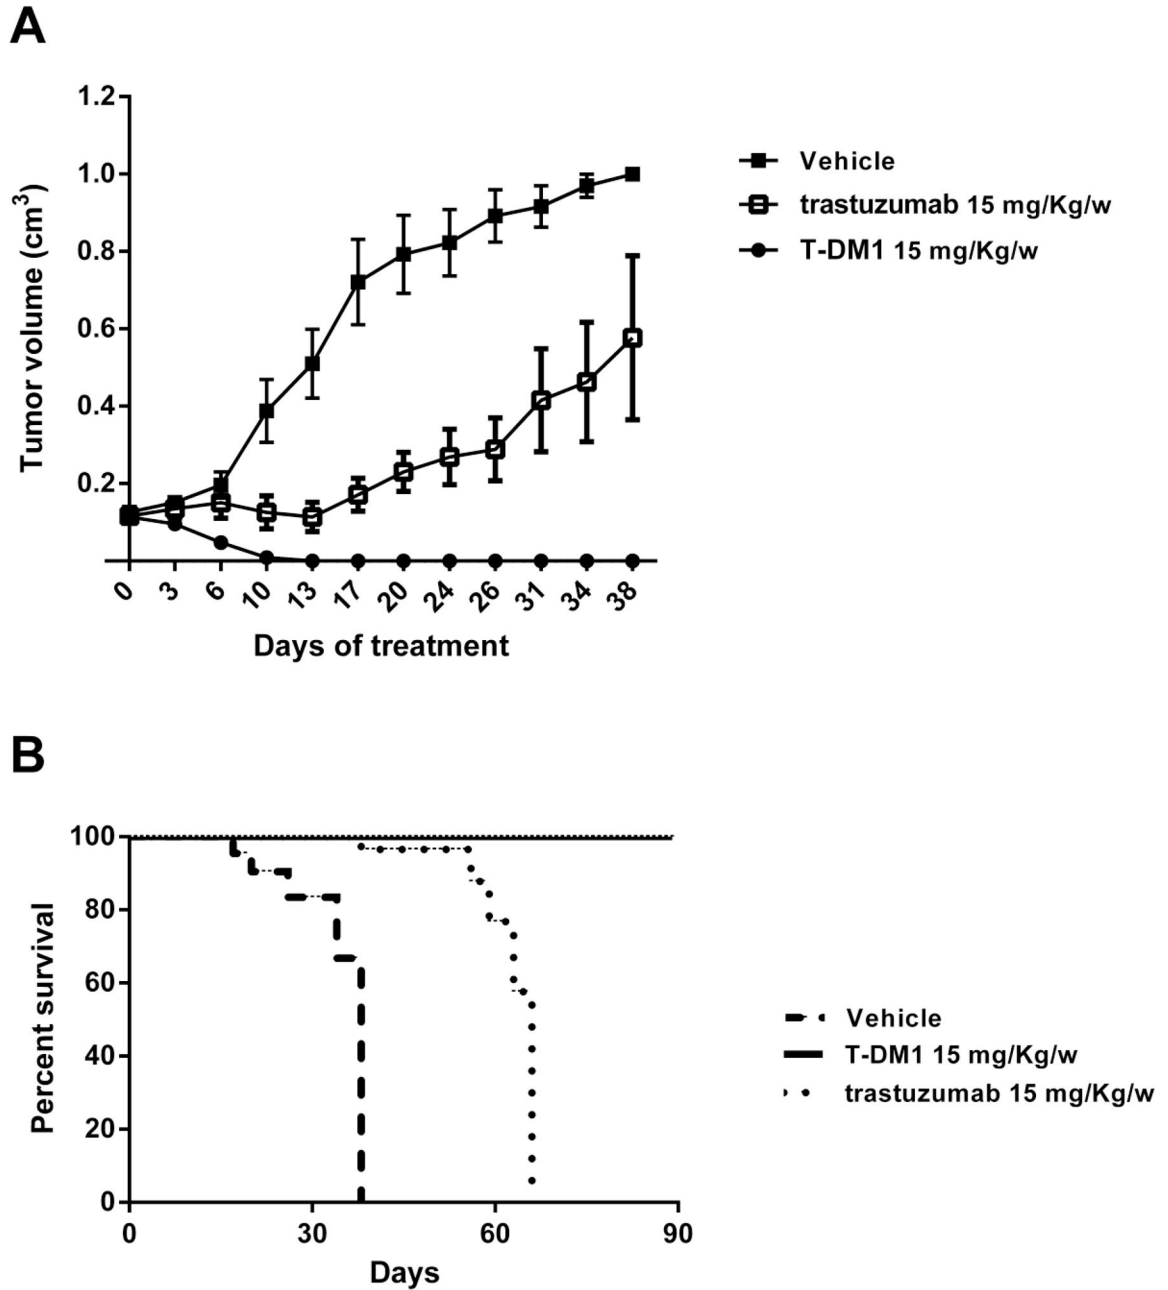 A
1.2
1.0
0.8
0.6
0.4
0.2
Tumor volume (cm³)
0 3 6 10 13 17 20 24 26 31 34 38
Days of treatment
Vehicle
trastuzumab 15 mg/Kg/w
T-DM1 15 mg/Kg/w
B
100
80
60
40
20
0
Percent survival
0 30 60 90
Days
Vehicle
T-DM1 15 mg/Kg/w
trastuzumab 15 mg/Kg/w